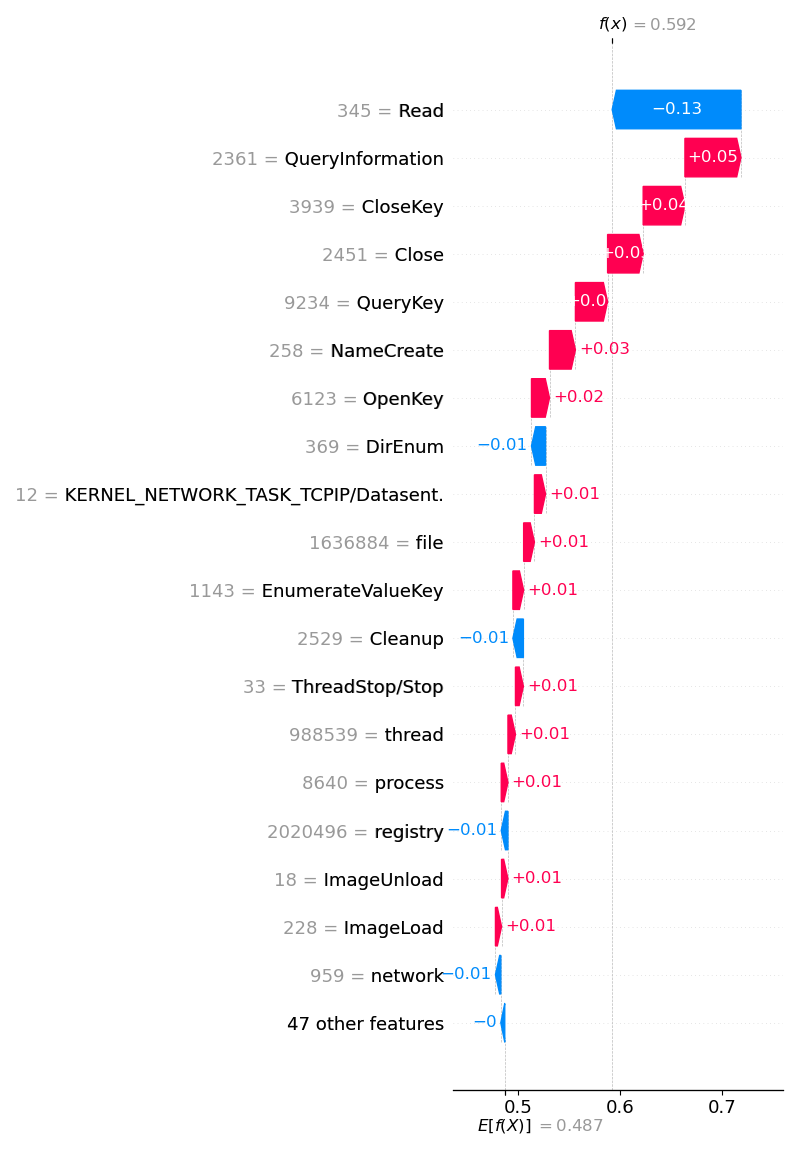 f(x) = 0.592
345 = Read
−0.13
2361 = QueryInformation
+0.05
3939 = CloseKey
+0.04
2451 = Close
9234 = QueryKey
258 = NameCreate
+0.03
6123 = OpenKey
+0.02
369 = DirEnum
−0.01
12 = KERNEL_NETWORK_TASK_TCPIP/Datasent.
+0.01
1636884 = file
+0.01
1143 = EnumerateValueKey
+0.01
2529 = Cleanup
−0.01
33 = ThreadStop/Stop
+0.01
988539 = thread
+0.01
8640 = process
+0.01
2020496 = registry
−0.01
18 = ImageUnload
+0.01
228 = ImageLoad
+0.01
959 = network
−0.01
47 other features
−0
0.5 0.6 0.7
E[f(X)] = 0.487